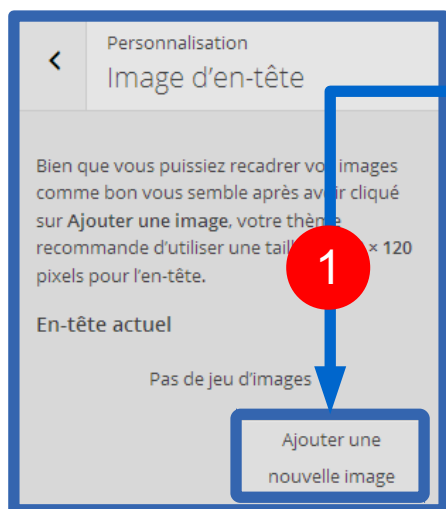 Personnalisation
Image d'en-tête
Bien que vous puissiez recadrer vos images
comme bon vous semble après avoir cliqué
sur Ajouter une image, votre thème
recommande d'utiliser une × 120
pixels pour l'en-tête.
En-tête actuel
1
Pas de jeu d'images
Ajouter une
nouvelle image